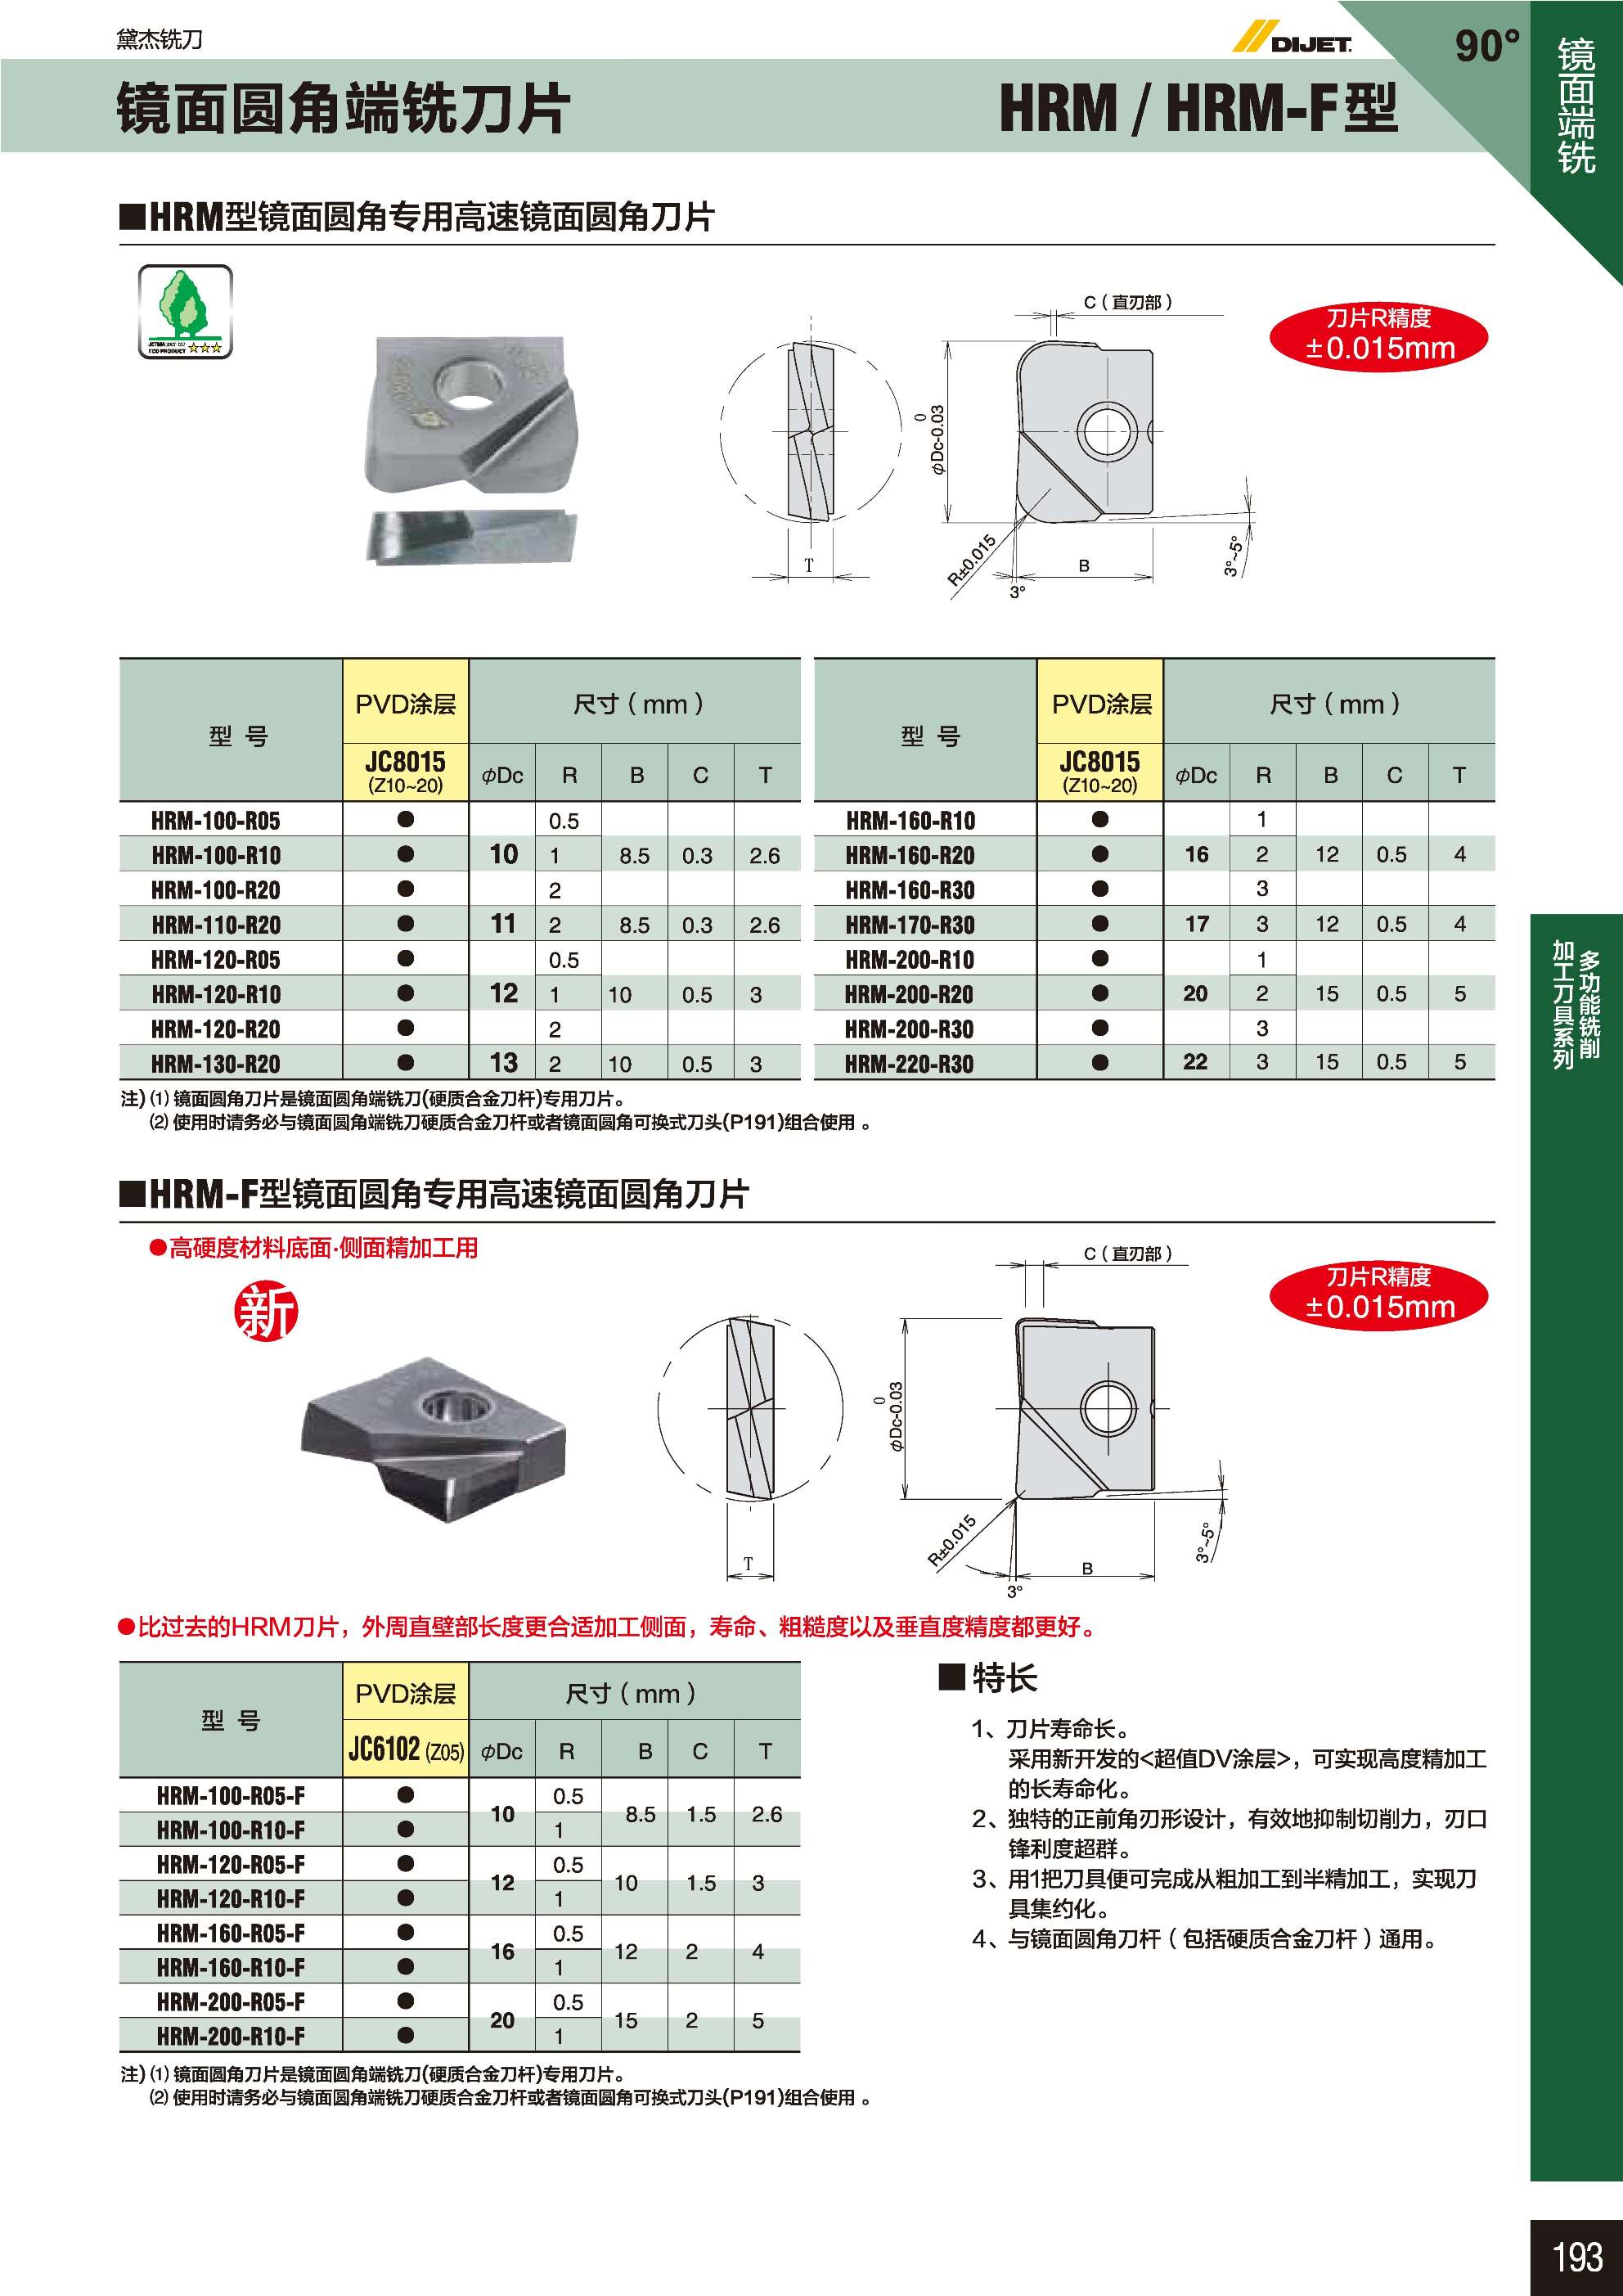 黛杰铣刀
DIJET
90°
镜面端铣
镜面圆角端铣刀片
HRM / HRM-F型
■HRM型镜面圆角专用高速镜面圆角刀片
C（直刃部）
刀片R精度
±0.015mm
0
φDc-0.03
T
R±0.015
3°
B
3°~5°
型 号 PVD涂层 尺寸（mm）
JC8015 (Z10~20) φDc R B C T
HRM-100-R05 ● 0.5
HRM-100-R10 ● 10 1 8.5 0.3 2.6
HRM-100-R20 ● 2
HRM-110-R20 ● 11 2 8.5 0.3 2.6
HRM-120-R05 ● 0.5
HRM-120-R10 ● 12 1 10 0.5 3
HRM-120-R20 ● 2
HRM-130-R20 ● 13 2 10 0.5 3
型 号 PVD涂层 尺寸（mm）
JC8015 (Z10~20) φDc R B C T
HRM-160-R10 ● 1
HRM-160-R20 ● 16 2 12 0.5 4
HRM-160-R30 ● 3
HRM-170-R30 ● 17 3 12 0.5 4
HRM-200-R10 ● 1
HRM-200-R20 ● 20 2 15 0.5 5
HRM-200-R30 ● 3
HRM-220-R30 ● 22 3 15 0.5 5
注) ⑴ 镜面圆角刀片是镜面圆角端铣刀(硬质合金刀杆)专用刀片。
⑵ 使用时请务必与镜面圆角端铣刀硬质合金刀杆或者镜面圆角可换式刀头(P191)组合使用 。
多功能铣削
加工刀具系列
■HRM-F型镜面圆角专用高速镜面圆角刀片
●高硬度材料底面·侧面精加工用
新
C（直刃部）
刀片R精度
±0.015mm
0
φDc-0.03
T
R±0.015
3°
B
3°~5°
●比过去的HRM刀片，外周直壁部长度更合适加工侧面，寿命、粗糙度以及垂直度精度都更好。
型 号 PVD涂层 尺寸（mm）
JC6102 (Z05) φDc R B C T
HRM-100-R05-F ● 10 0.5 8.5 1.5 2.6
HRM-100-R10-F ● 1
HRM-120-R05-F ● 12 0.5 10 1.5 3
HRM-120-R10-F ● 1
HRM-160-R05-F ● 16 0.5 12 2 4
HRM-160-R10-F ● 1
HRM-200-R05-F ● 20 0.5 15 2 5
HRM-200-R10-F ● 1
注) ⑴ 镜面圆角刀片是镜面圆角端铣刀(硬质合金刀杆)专用刀片。
⑵ 使用时请务必与镜面圆角端铣刀硬质合金刀杆或者镜面圆角可换式刀头(P191)组合使用 。
■ 特长
1、刀片寿命长。
采用新开发的<超值DV涂层>，可实现高度精加工
的长寿命化。
2、独特的正前角刃形设计，有效地抑制切削力，刃口
锋利度超群。
3、用1把刀具便可完成从粗加工到半精加工，实现刀
具集约化。
4、与镜面圆角刀杆（包括硬质合金刀杆）通用。
193